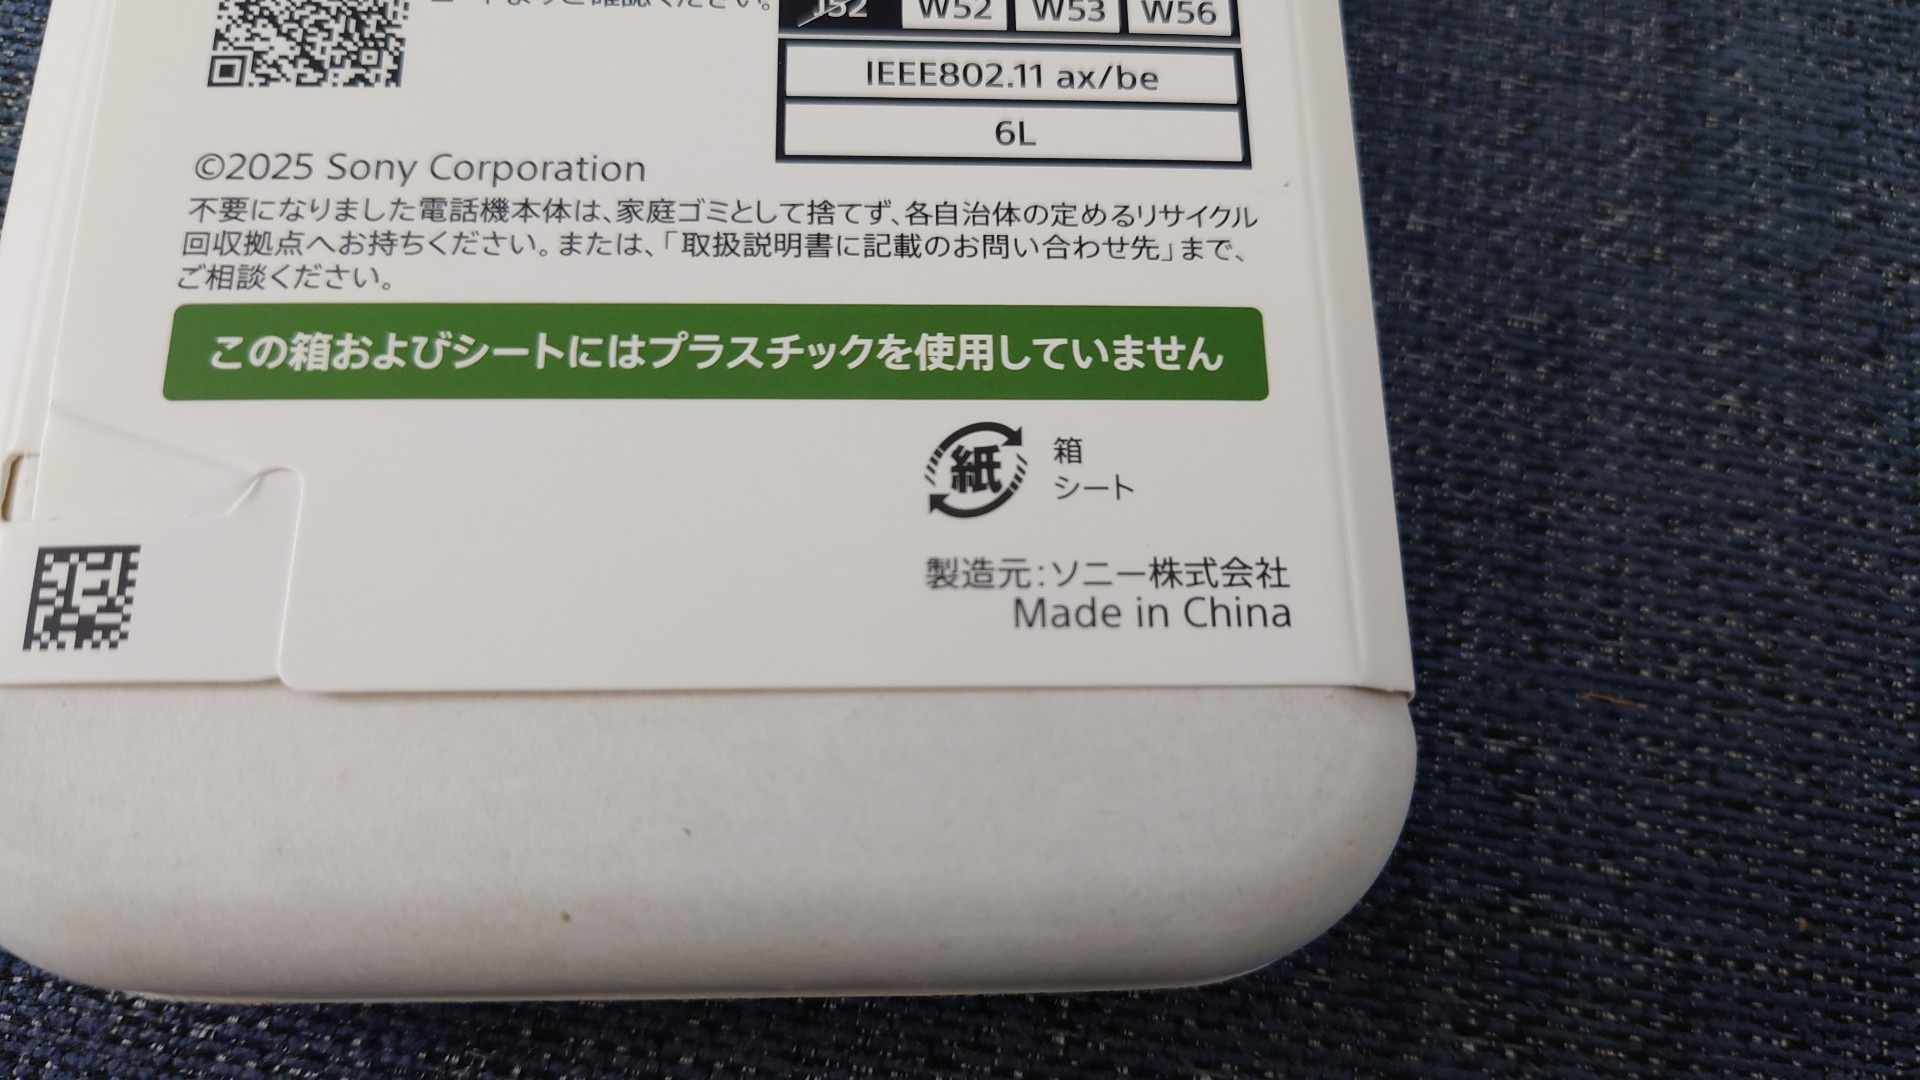 J52 W52 W53 W56
IEEE802.11 ax/be
6L
©2025 Sony Corporation
不要になりました電話機本体は、家庭ゴミとして捨てず、各自治体の定めるリサイクル
回収拠点へお持ちください。または、「取扱説明書に記載のお問い合わせ先」まで、
ご相談ください。
この箱およびシートにはプラスチックを使用していません
紙
箱
シート
製造元:ソニー株式会社
Made in China